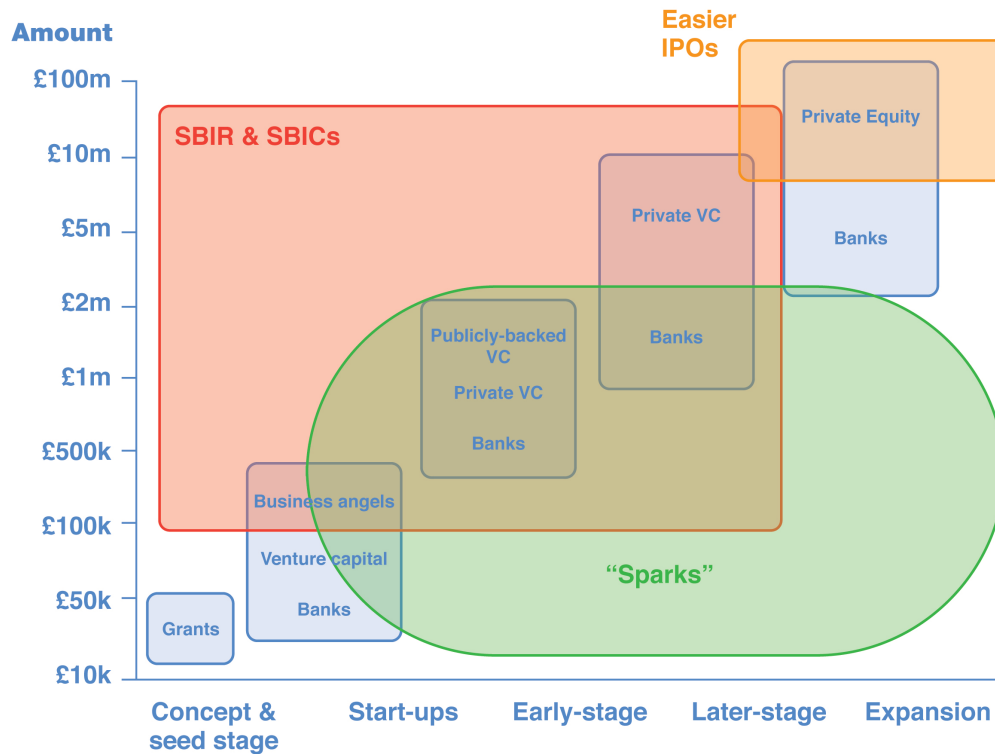 Amount
Easier
IPOs
£100m
£10m
£5m
£2m
£1m
£500k
£100k
£50k
£10k
SBIR & SBICs
Private Equity
Banks
Private VC
Banks
Publicly-backed
VC
Private VC
Banks
Business angels
Venture capital
Banks
Grants
“Sparks”
Concept &
seed stage
Start-ups
Early-stage
Later-stage
Expansion